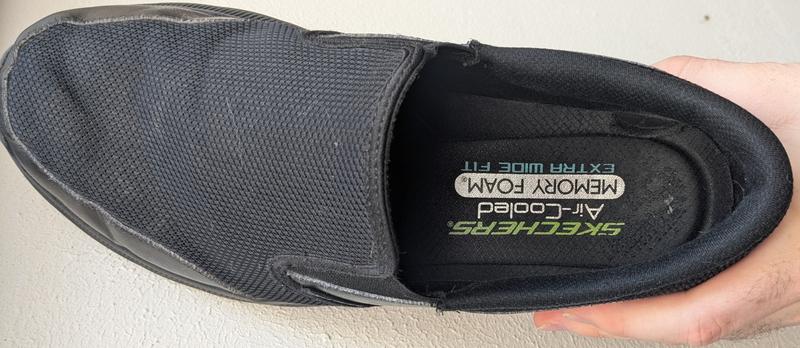 SKECHERS®
Air-Cooled
MEMORY FOAM®
EXTRA WIDE FIT